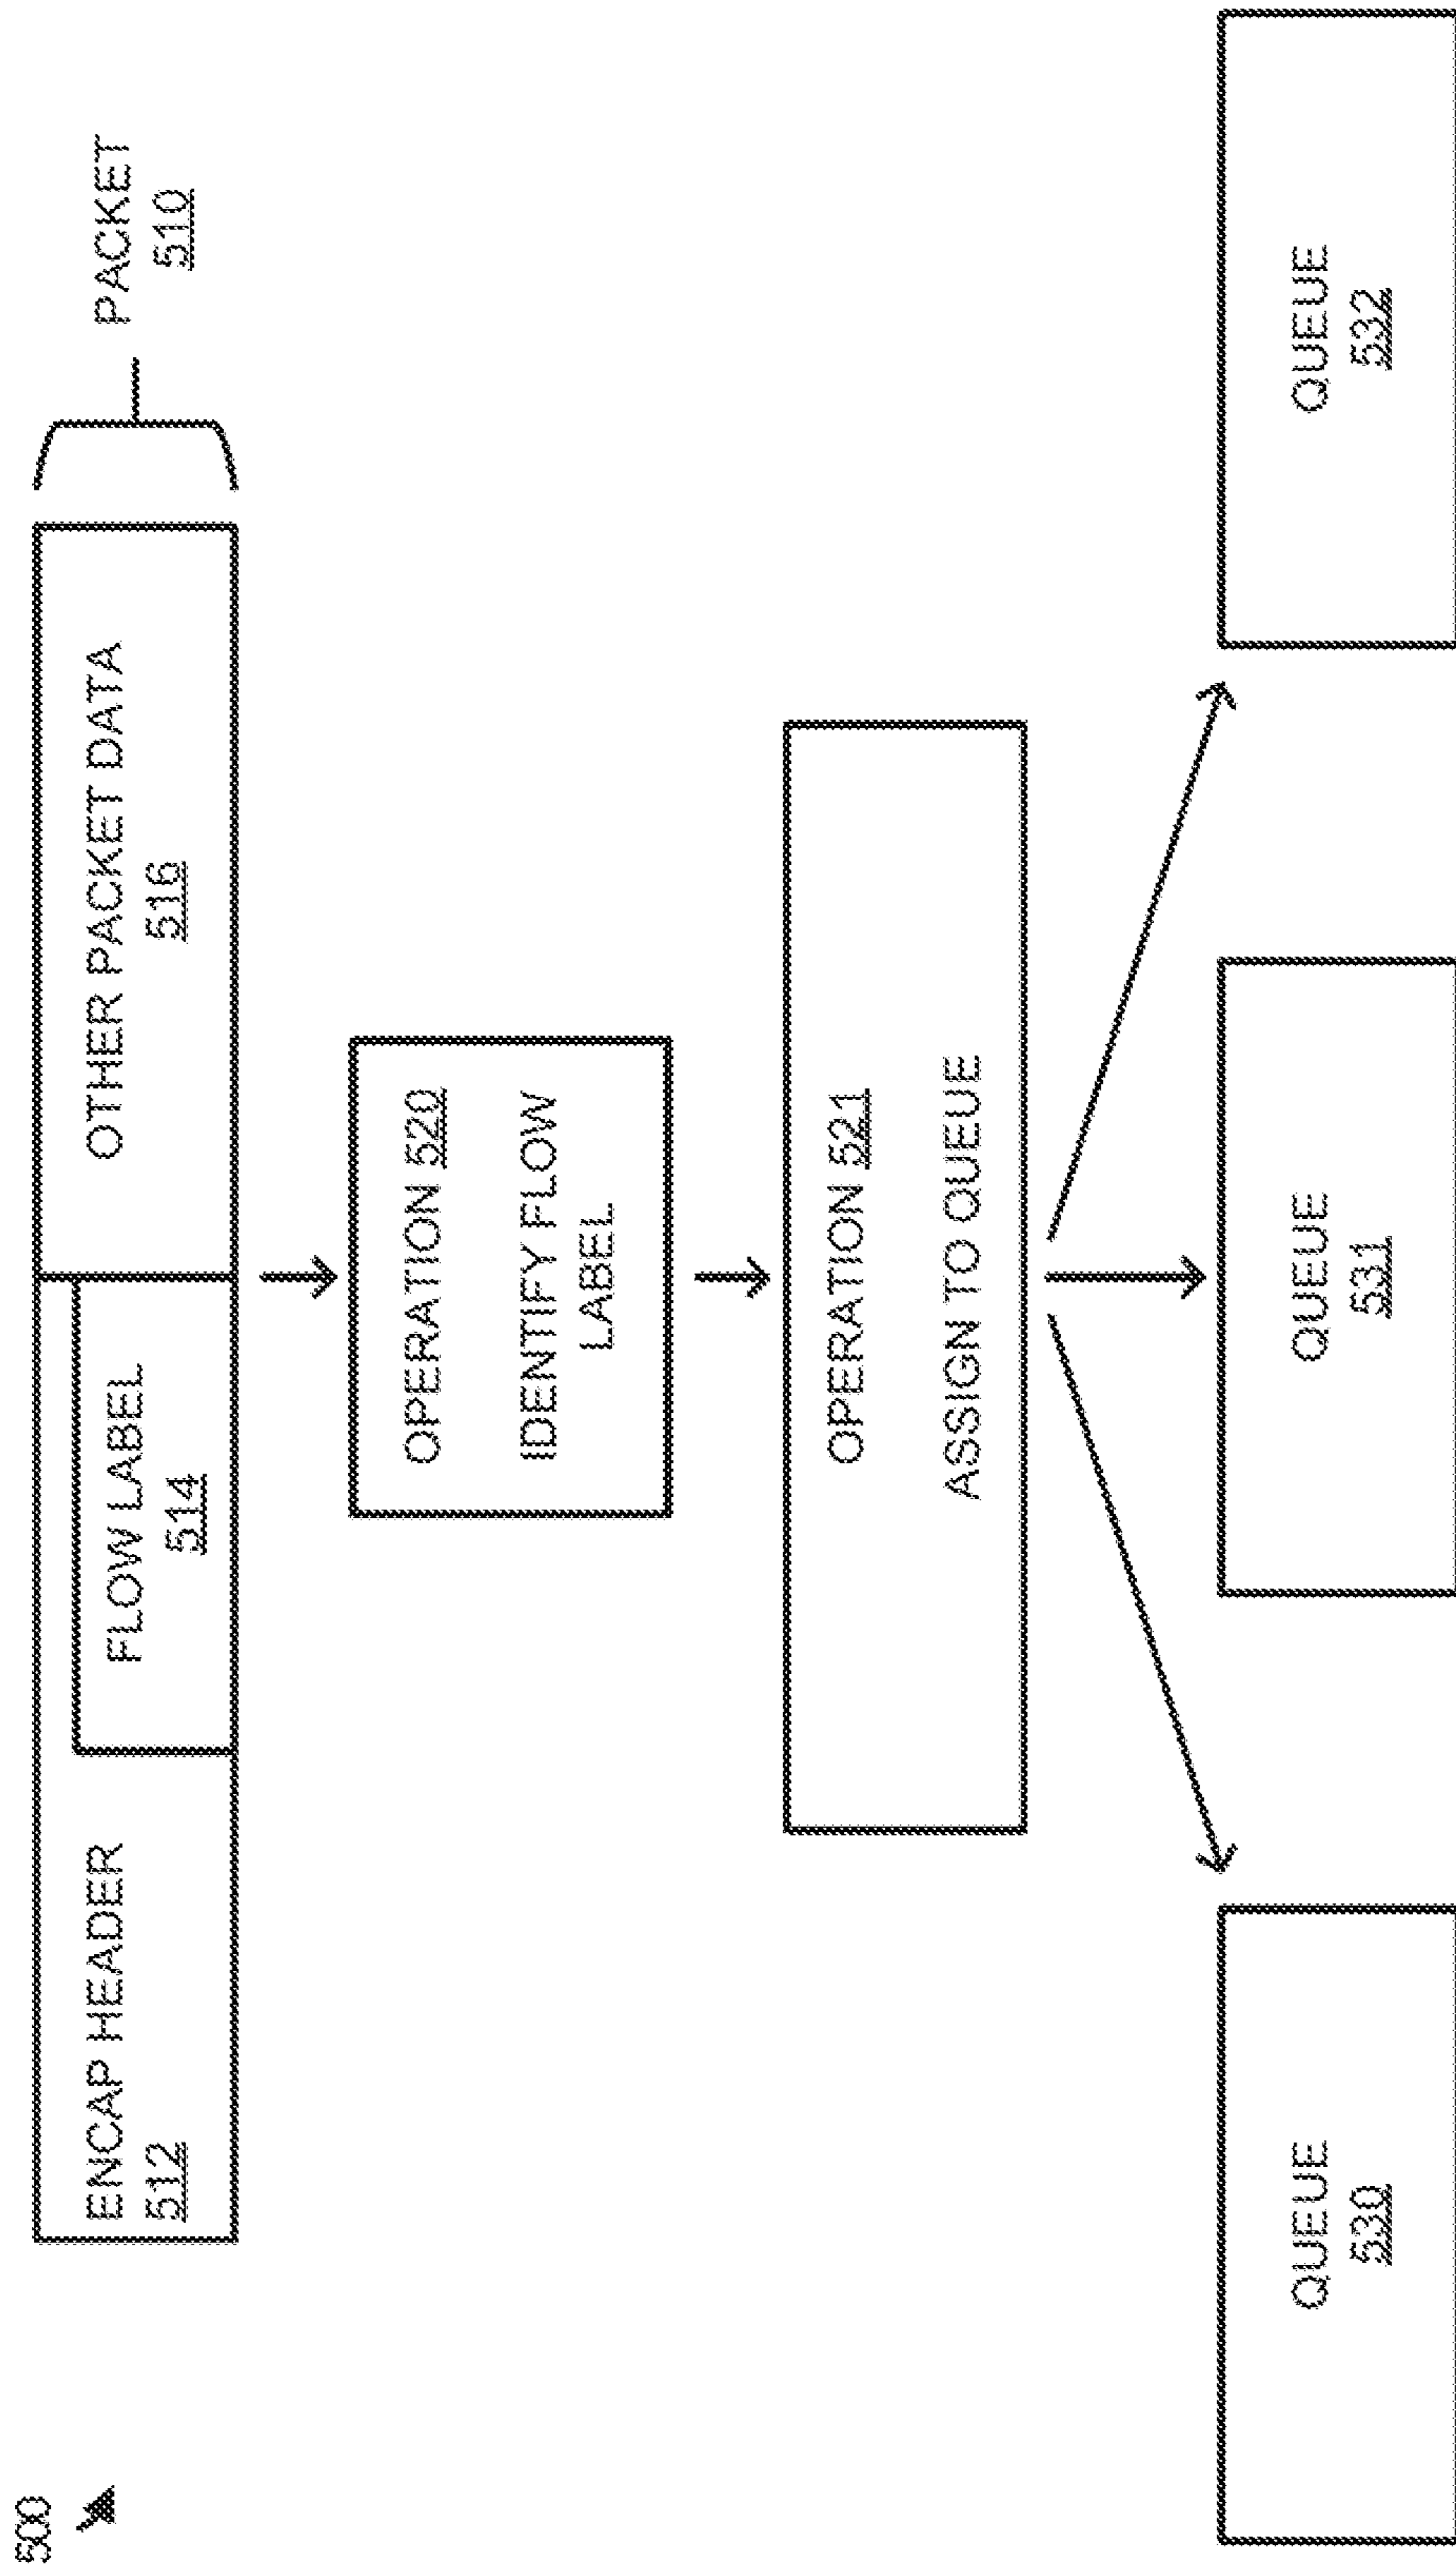 500
ENCAP HEADER
512
FLOW LABEL
514
OTHER PACKET DATA
516
PACKET
510
OPERATION 520
IDENTIFY FLOW
LABEL
OPERATION 521
ASSIGN TO QUEUE
QUEUE
530
QUEUE
531
QUEUE
532